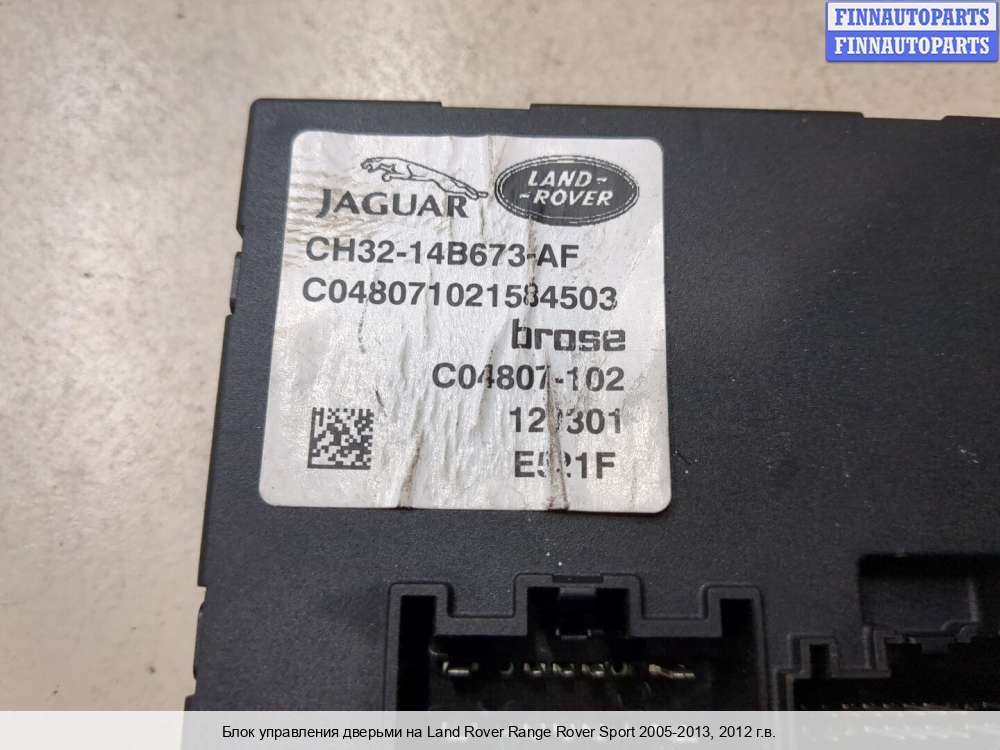 FINNAUTOPARTS
FINNAUTOPARTS
JAGUAR
LAND-
-ROVER
CH32-14B673-AF
C048071021584503
brose
C04807-102
Блок управления дверьми на Land Rover Range Rover Sport 2005-2013, 2012 г.в.